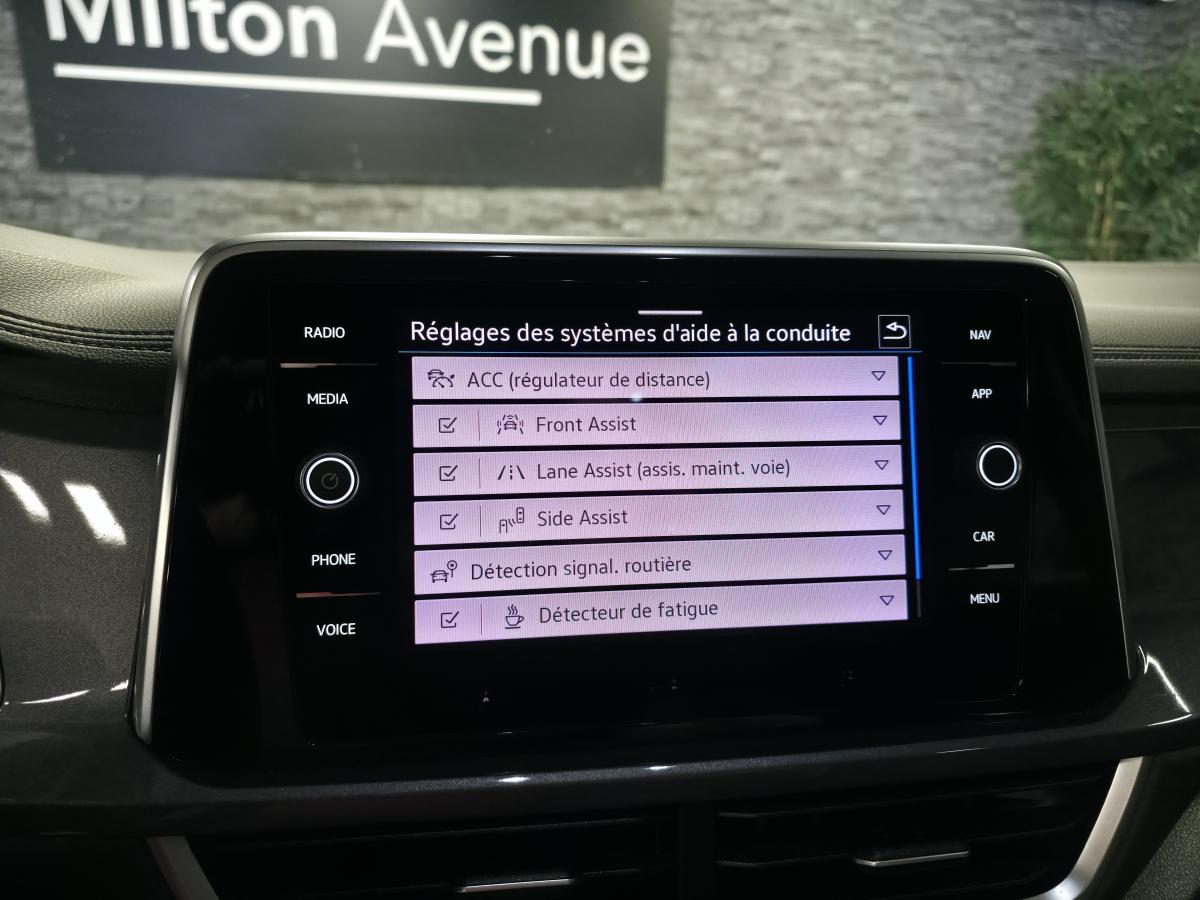 Milton Avenue
RADIO
MEDIA
PHONE
VOICE
Réglages des systèmes d'aide à la conduite
ACC (régulateur de distance)
Front Assist
Lane Assist (assis. maint. voie)
Side Assist
Détection signal. routière
Détecteur de fatigue
NAV
APP
CAR
MENU